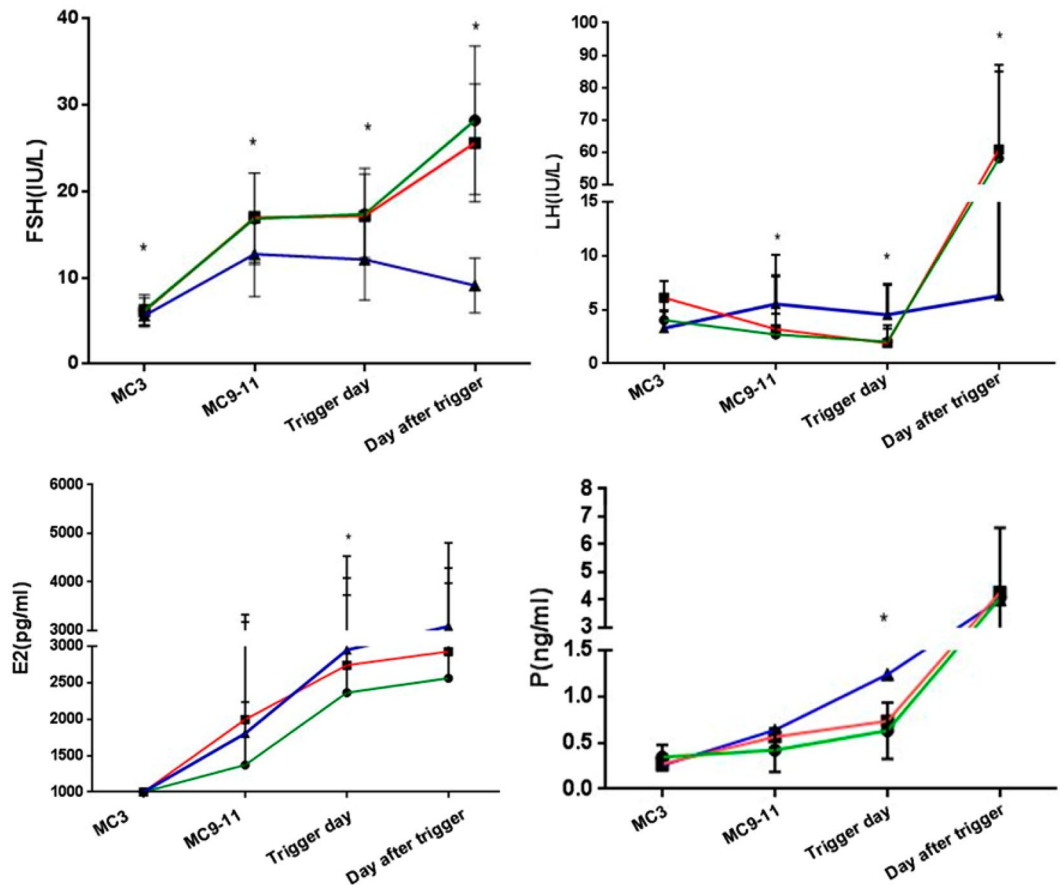 40
30
20
10
0
FSH(IU/L)
*
*
*
*
MC3
MC9-11
Trigger day
Day after trigger
100
90
80
70
60
50
15
10
5
0
LH(IU/L)
*
*
*
MC3
MC9-11
Trigger day
Day after trigger
6000
5000
4000
3000
3000
2500
2000
1500
1000
E2(pg/ml)
*
MC3
MC9-11
Trigger day
Day after trigger
8
7
6
5
4
3
1.5
1.0
0.5
0.0
P(ng/ml)
*
MC3
MC9-11
Trigger day
Day after trigger